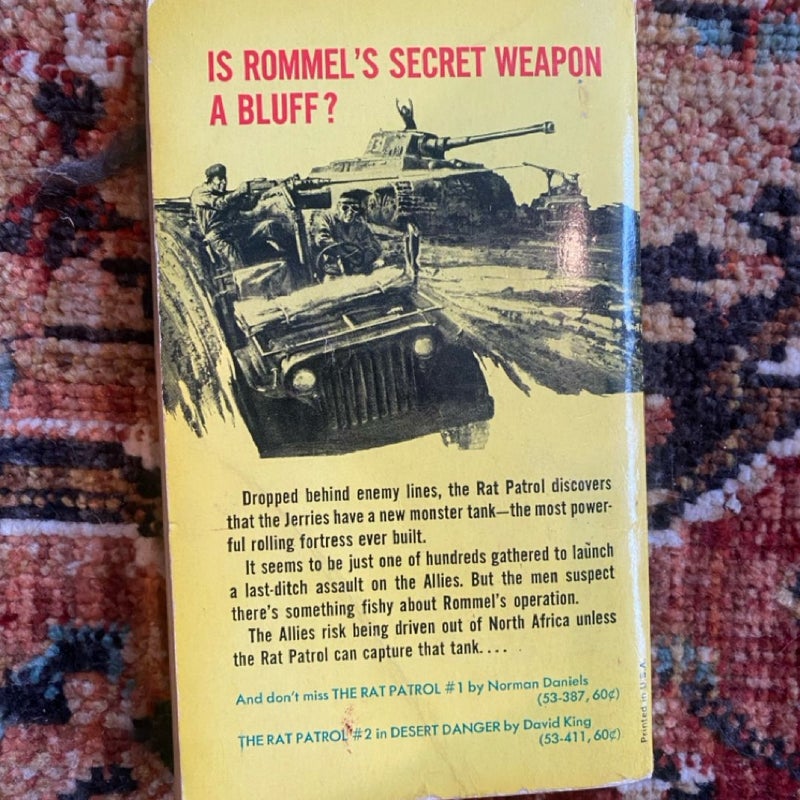 IS ROMMEL'S SECRET WEAPON
A BLUFF?
Dropped behind enemy lines, the Rat Patrol discovers
that the Jerries have a new monster tank—the most power-
ful rolling fortress ever built.
It seems to be just one of hundreds gathered to launch
a last-ditch assault on the Allies. But the men suspect
there's something fishy about Rommel's operation.
The Allies risk being driven out of North Africa unless
the Rat Patrol can capture that tank....
And don't miss THE RAT PATROL #1 by Norman Daniels
(53-387, 60¢)
THE RAT PATROL #2 in DESERT DANGER by David King
(53-411, 60¢)
Printed in U.S.A.